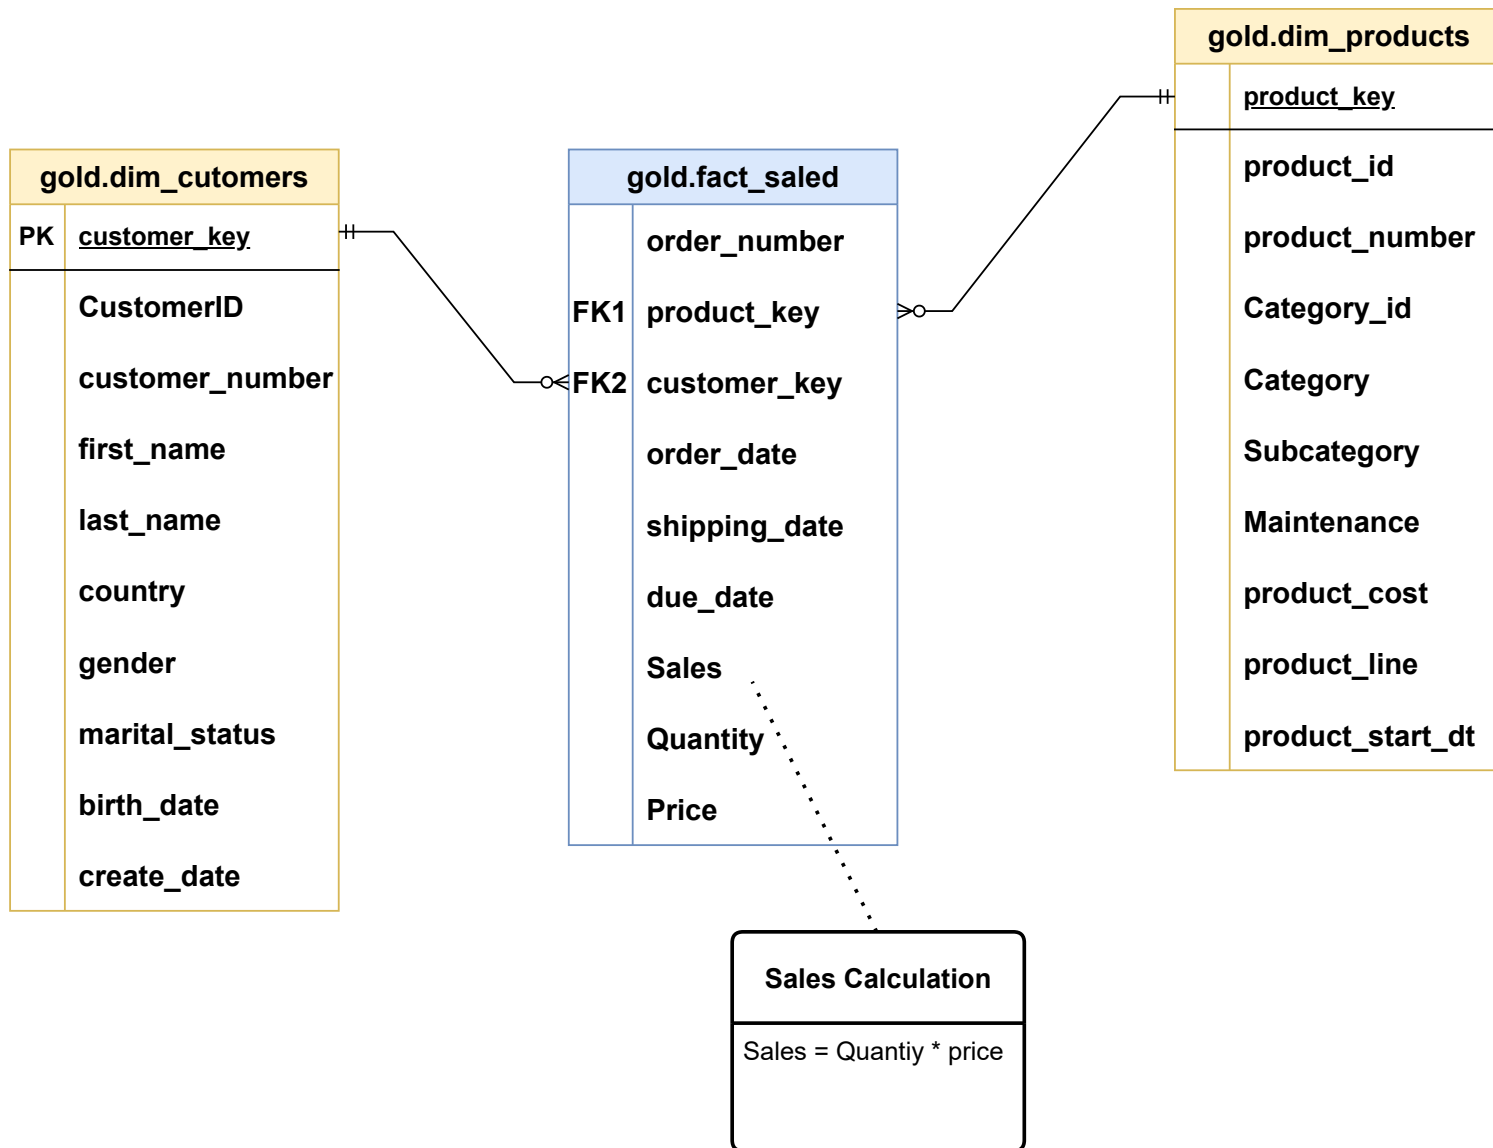 gold.dim_cutomers
PK customer_key
CustomerID
customer_number
first_name
last_name
country
gender
marital_status
birth_date
create_date
gold.fact_saled
order_number
FK1 product_key
FK2 customer_key
order_date
shipping_date
due_date
Sales
Quantity
Price
gold.dim_products
product_key
product_id
product_number
Category_id
Category
Subcategory
Maintenance
product_cost
product_line
product_start_dt
Sales Calculation
Sales = Quantiy * price